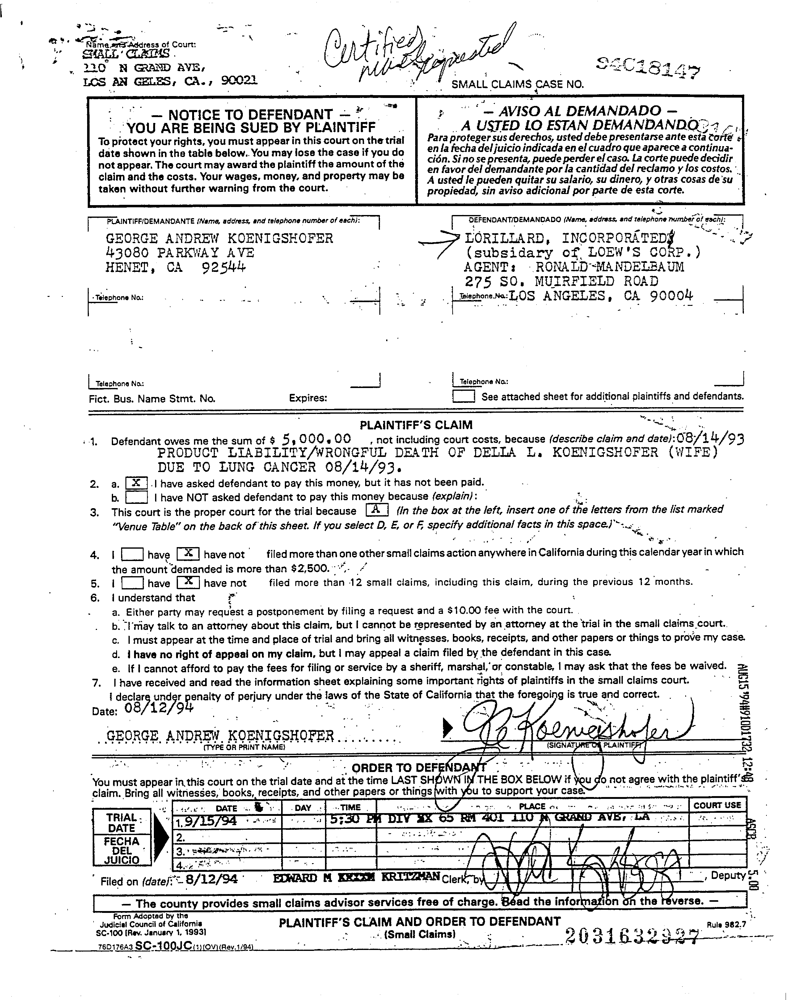 Certified
must requested
Name and Address of Court:
SMALL CLAIMS
110 N GRAND AVE,
LOS AN GELES, CA., 90021
94C18147
SMALL CLAIMS CASE NO.
— NOTICE TO DEFENDANT —
YOU ARE BEING SUED BY PLAINTIFF
To protect your rights, you must appear in this court on the trial
date shown in the table below. You may lose the case if you do
not appear. The court may award the plaintiff the amount of the
claim and the costs. Your wages, money, and property may be
taken without further warning from the court.
— AVISO AL DEMANDADO —
A USTED LO ESTAN DEMANDANDO
Para proteger sus derechos, usted debe presentarse ante esta corte
en la fecha del juicio indicada en el cuadro que aparece a continua-
ción. Si no se presenta, puede perder el caso. La corte puede decidir
en favor del demandante por la cantidad del reclamo y los costos.
A usted le pueden quitar su salario, su dinero, y otras cosas de su
propiedad, sin aviso adicional por parte de esta corte.
PLAINTIFF/DEMANDANTE (Name, address, and telephone number of each):
GEORGE ANDREW KOENIGSHOFER
43080 PARKWAY AVE
HENET, CA 92544
Telephone No.:
DEFENDANT/DEMANDADO (Name, address, and telephone number of each):
LORILLARD, INCORPORATED
(subsidary of LOEW'S CORP.)
AGENT: RONALD MANDELBAUM
275 SO. MUIRFIELD ROAD
Telephone No.: LOS ANGELES, CA 90004
Telephone No.:
Telephone No.:
Fict. Bus. Name Stmt. No. Expires:
See attached sheet for additional plaintiffs and defendants.
PLAINTIFF'S CLAIM
1. Defendant owes me the sum of $ 5,000.00 , not including court costs, because (describe claim and date): 08/14/93
PRODUCT LIABILITY/WRONGFUL DEATH OF DELLA L. KOENIGSHOFER (WIFE)
DUE TO LUNG CANCER 08/14/93.
2. a. X I have asked defendant to pay this money, but it has not been paid.
b. I have NOT asked defendant to pay this money because (explain):
3. This court is the proper court for the trial because A (In the box at the left, insert one of the letters from the list marked
"Venue Table" on the back of this sheet. If you select D, E, or F, specify additional facts in this space.)
4. I have X have not filed more than one other small claims action anywhere in California during this calendar year in which
the amount demanded is more than $2,500.
5. I have X have not filed more than 12 small claims, including this claim, during the previous 12 months.
6. I understand that
a. Either party may request a postponement by filing a request and a $10.00 fee with the court.
b. I may talk to an attorney about this claim, but I cannot be represented by an attorney at the trial in the small claims court.
c. I must appear at the time and place of trial and bring all witnesses, books, receipts, and other papers or things to prove my case.
d. I have no right of appeal on my claim, but I may appeal a claim filed by the defendant in this case.
e. If I cannot afford to pay the fees for filing or service by a sheriff, marshal, or constable, I may ask that the fees be waived.
7. I have received and read the information sheet explaining some important rights of plaintiffs in the small claims court.
I declare under penalty of perjury under the laws of the State of California that the foregoing is true and correct.
Date: 08/12/94
GEORGE ANDREW KOENIGSHOFER
(TYPE OR PRINT NAME)
Koenigshofer
(SIGNATURE OF PLAINTIFF)
ORDER TO DEFENDANT
You must appear in this court on the trial date and at the time LAST SHOWN IN THE BOX BELOW if you do not agree with the plaintiff's
claim. Bring all witnesses, books, receipts, and other papers or things with you to support your case.
TRIAL DATE
FECHA DEL JUICIO
DATE DAY TIME PLACE COURT USE
1. 9/15/94 5:30 PM DIV XX 65 RM 401 110 N GRAND AVE, LA
2.
3.
4.
Filed on (date): 8/12/94 EDWARD M KRITZMAN Clerk, by , Deputy
— The county provides small claims advisor services free of charge. Read the information on the reverse. —
Form Adopted by the
Judicial Council of California
SC-100 (Rev. January 1, 1993)
76D176A3 SC-100JC (1)(OV)(Rev.1/94)
PLAINTIFF'S CLAIM AND ORDER TO DEFENDANT
(Small Claims)
Rule 982.7
2031632927